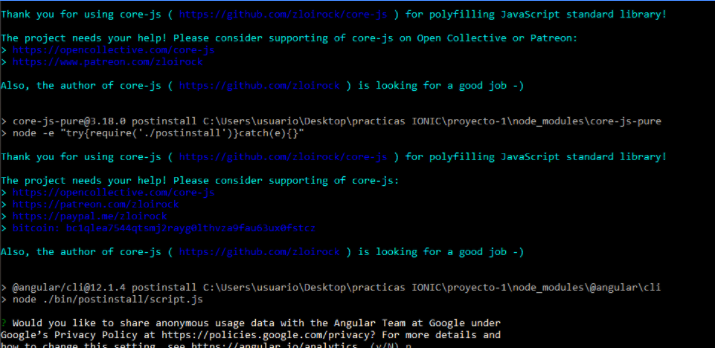 Thank you for using core-js ( https://github.com/zloirock/core-js ) for polyfilling JavaScript standard library!
The project needs your help! Please consider supporting of core-js on Open Collective or Patreon:
> https://opencollective.com/core-js
> https://www.patreon.com/zloirock
Also, the author of core-js ( https://github.com/zloirock ) is looking for a good job -)
> core-js-pure@3.18.0 postinstall C:\Users\usuario\Desktop\practicas IONIC\proyecto-1\node_modules\core-js-pure
> node -e "try{require('./postinstall')}catch(e){}"
Thank you for using core-js ( https://github.com/zloirock/core-js ) for polyfilling JavaScript standard library!
The project needs your help! Please consider supporting of core-js:
> https://opencollective.com/core-js
> https://patreon.com/zloirock
> https://paypal.me/zloirock
> bitcoin:
Also, the author of core-js ( https://github.com/zloirock ) is looking for a good job -)
> @angular/cli@12.1.4 postinstall C:\Users\usuario\Desktop\practicas IONIC\proyecto-1\node_modules\@angular\cli
> node ./bin/postinstall/script.js
? Would you like to share anonymous usage data with the Angular Team at Google under
Google's Privacy Policy at https://policies.google.com/privacy? For more details and
how to change this setting, see https://angular.io/analytics. (y/N) n